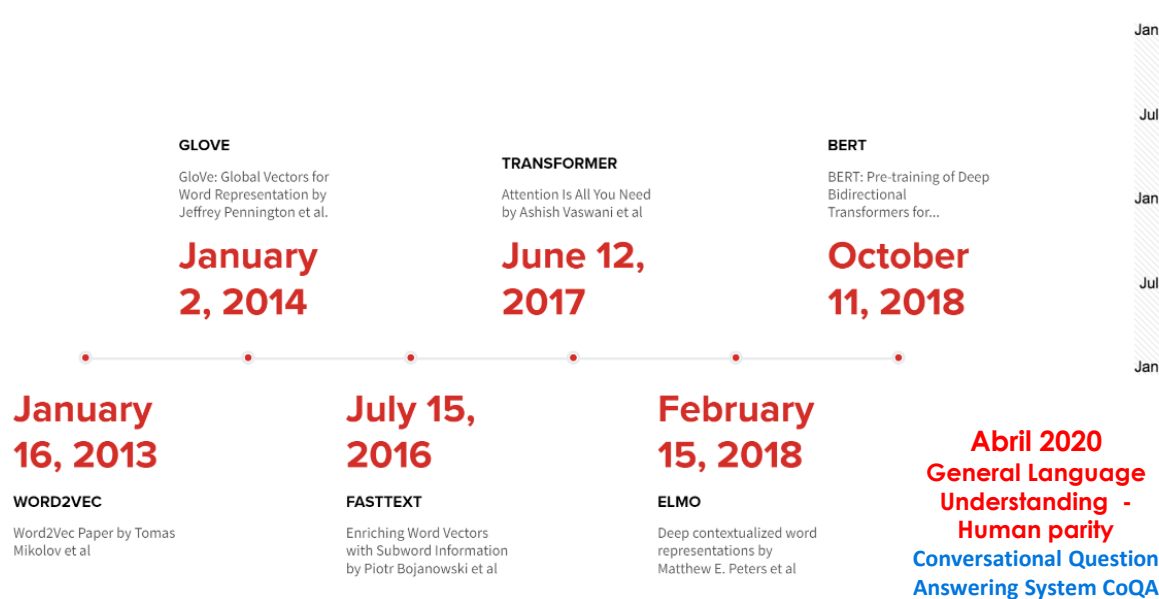 GLOVE
GloVe: Global Vectors for
Word Representation by
Jeffrey Pennington et al.
January
2, 2014
TRANSFORMER
Attention Is All You Need
by Ashish Vaswani et al
June 12,
2017
BERT
BERT: Pre-training of Deep
Bidirectional
Transformers for...
October
11, 2018
Jan
Jul
Jan
Jul
Jan
January
16, 2013
WORD2VEC
Word2Vec Paper by Tomas
Mikolov et al
July 15,
2016
FASTTEXT
Enriching Word Vectors
with Subword Information
by Piotr Bojanowski et al
February
15, 2018
ELMO
Deep contextualized word
representations by
Matthew E. Peters et al
Abril 2020
General Language
Understanding -
Human parity
Conversational Question
Answering System CoQA